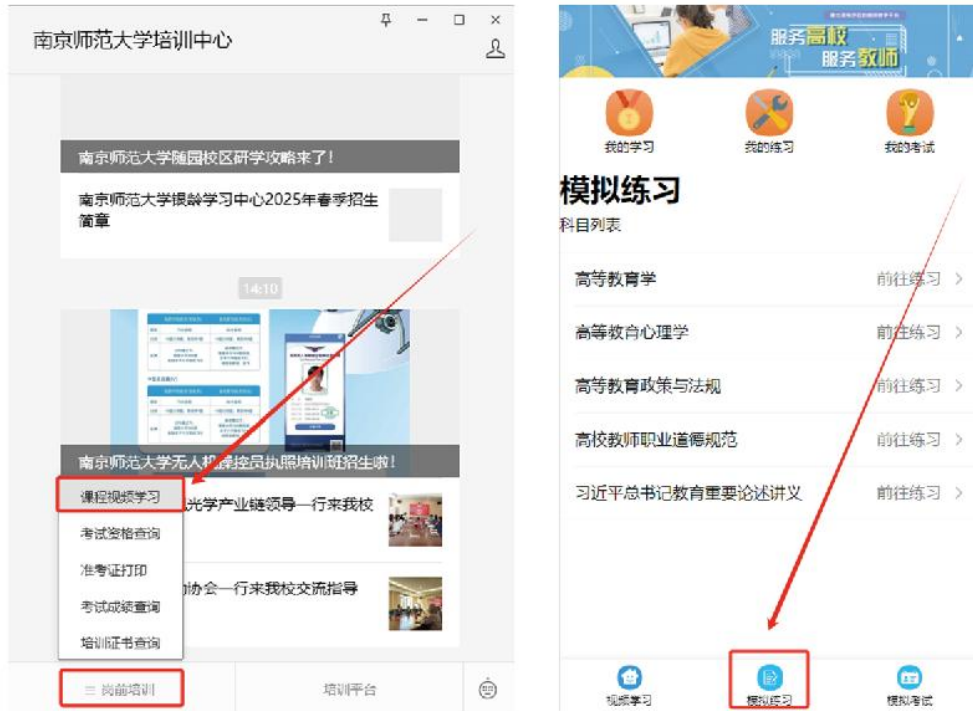 南京师范大学培训中心
南京师范大学随园校区研学攻略来了!
南京师范大学银龄学习中心2025年春季招生
简章
14:10
南京师范大学无人机操控员执照培训班招生啦!
课程视频学习
光学产业链领导一行来我校
考试资格查询
准考证打印
协会一行来我校交流指导
考试成绩查询
培训证书查询
岗前培训
培训平台
服务高校
服务教师
我的学习
我的练习
我的考试
模拟练习
科目列表
高等教育学 前往练习
高等教育心理学 前往练习
高等教育政策与法规 前往练习
高校教师职业道德规范 前往练习
习近平总书记教育重要论述讲义 前往练习
视频学习
模拟练习
模拟考试